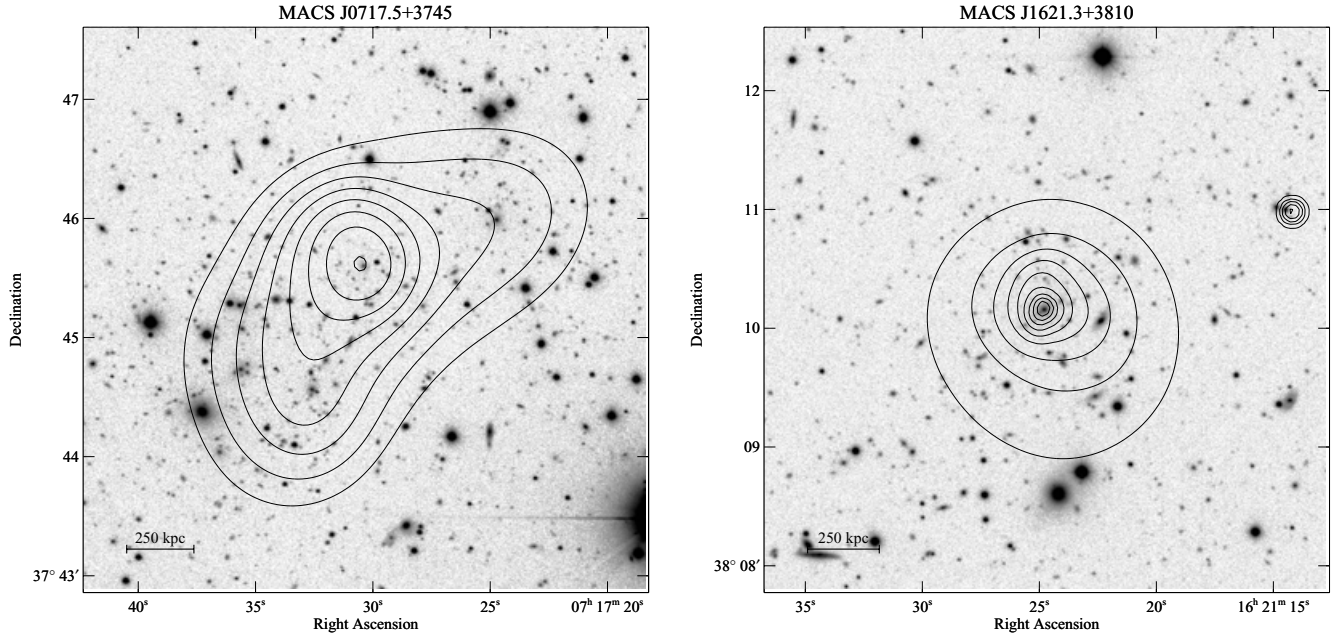 MACS J0717.5+3745
47
46
45
44
37° 43′
Declination
250 kpc
40ˢ 35ˢ 30ˢ 25ˢ 07ʰ 17ᵐ 20ˢ
Right Ascension
MACS J1621.3+3810
12
11
10
09
38° 08′
Declination
250 kpc
35ˢ 30ˢ 25ˢ 20ˢ 16ʰ 21ᵐ 15ˢ
Right Ascension